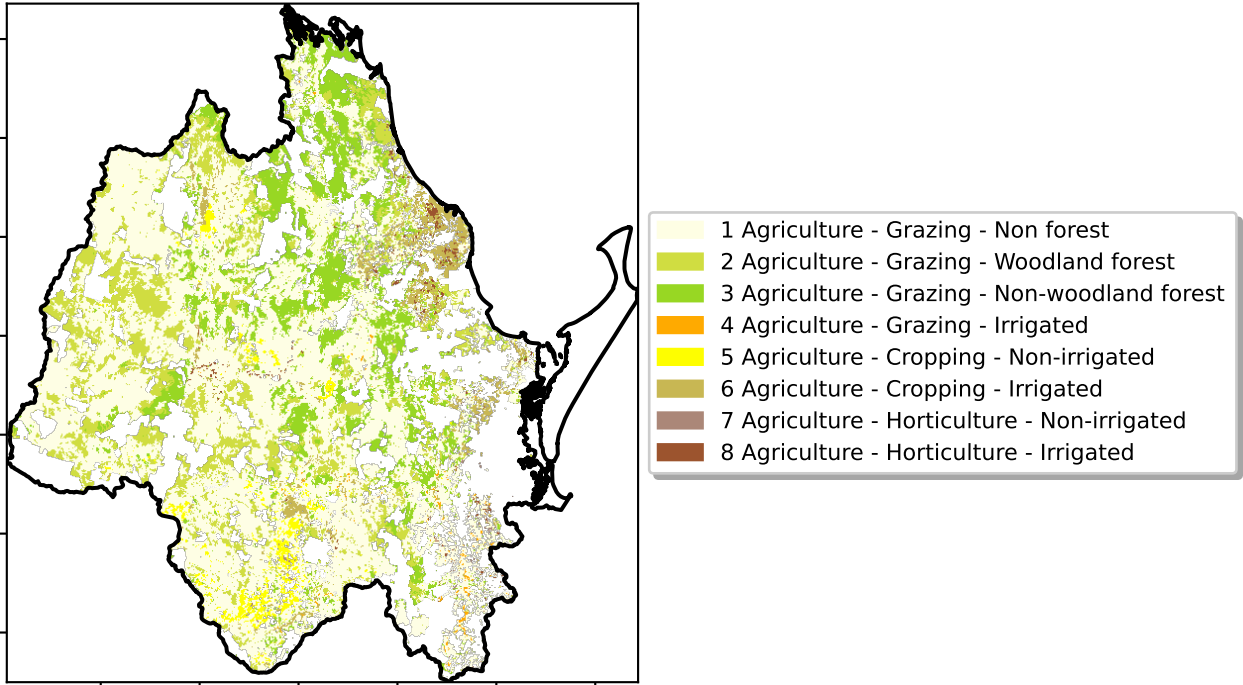 1 Agriculture - Grazing - Non forest
2 Agriculture - Grazing - Woodland forest
3 Agriculture - Grazing - Non-woodland forest
4 Agriculture - Grazing - Irrigated
5 Agriculture - Cropping - Non-irrigated
6 Agriculture - Cropping - Irrigated
7 Agriculture - Horticulture - Non-irrigated
8 Agriculture - Horticulture - Irrigated